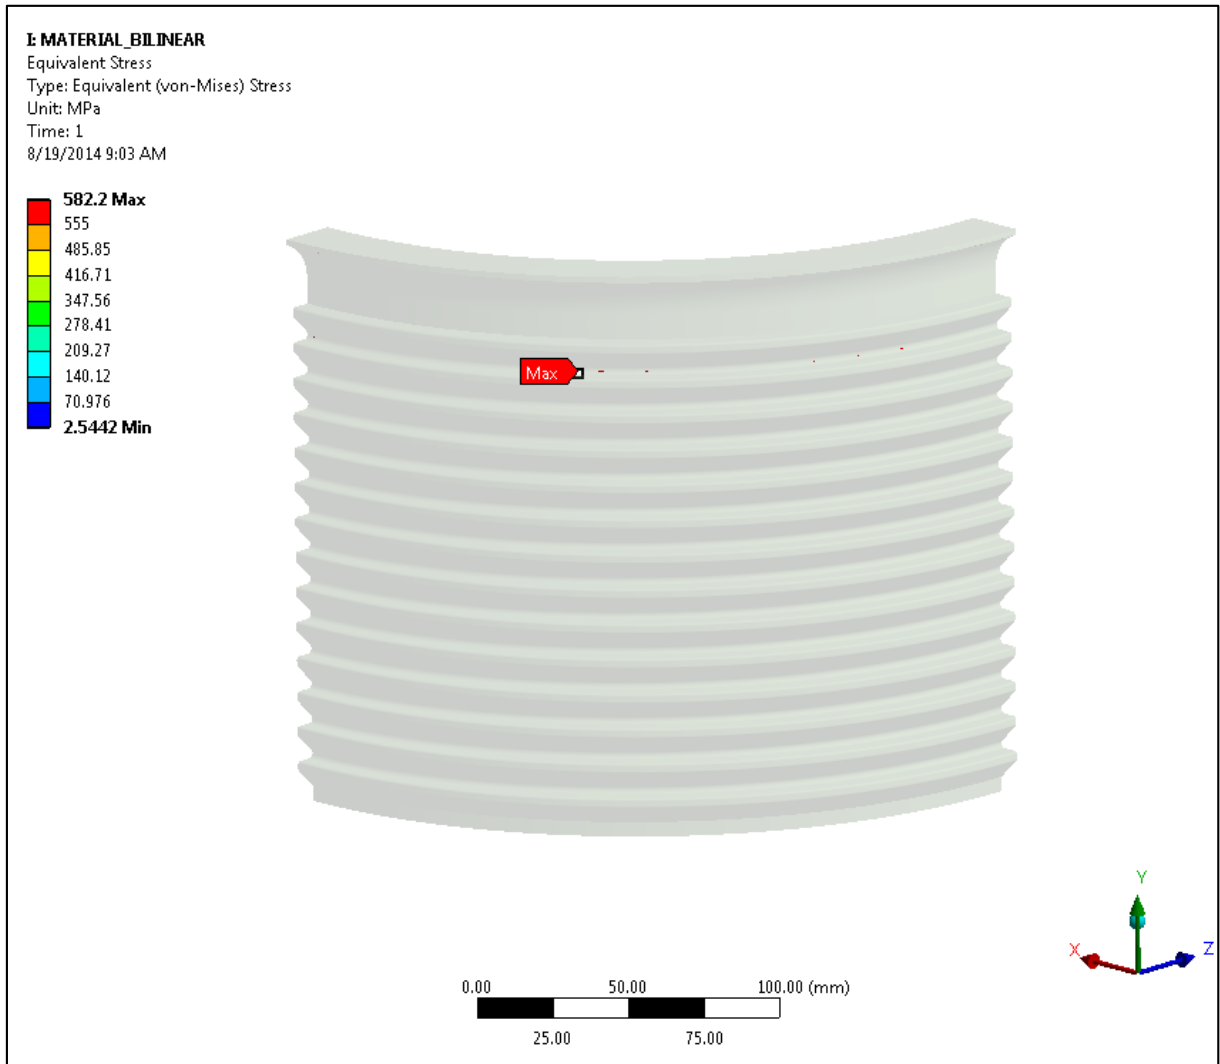 I: MATERIAL_BILINEAR
Equivalent Stress
Type: Equivalent (von-Mises) Stress
Unit: MPa
Time: 1
8/19/2014 9:03 AM
582.2 Max
555
485.85
416.71
347.56
278.41
209.27
140.12
70.976
2.5442 Min
Max
Y
X
Z
0.00
50.00
100.00 (mm)
25.00
75.00